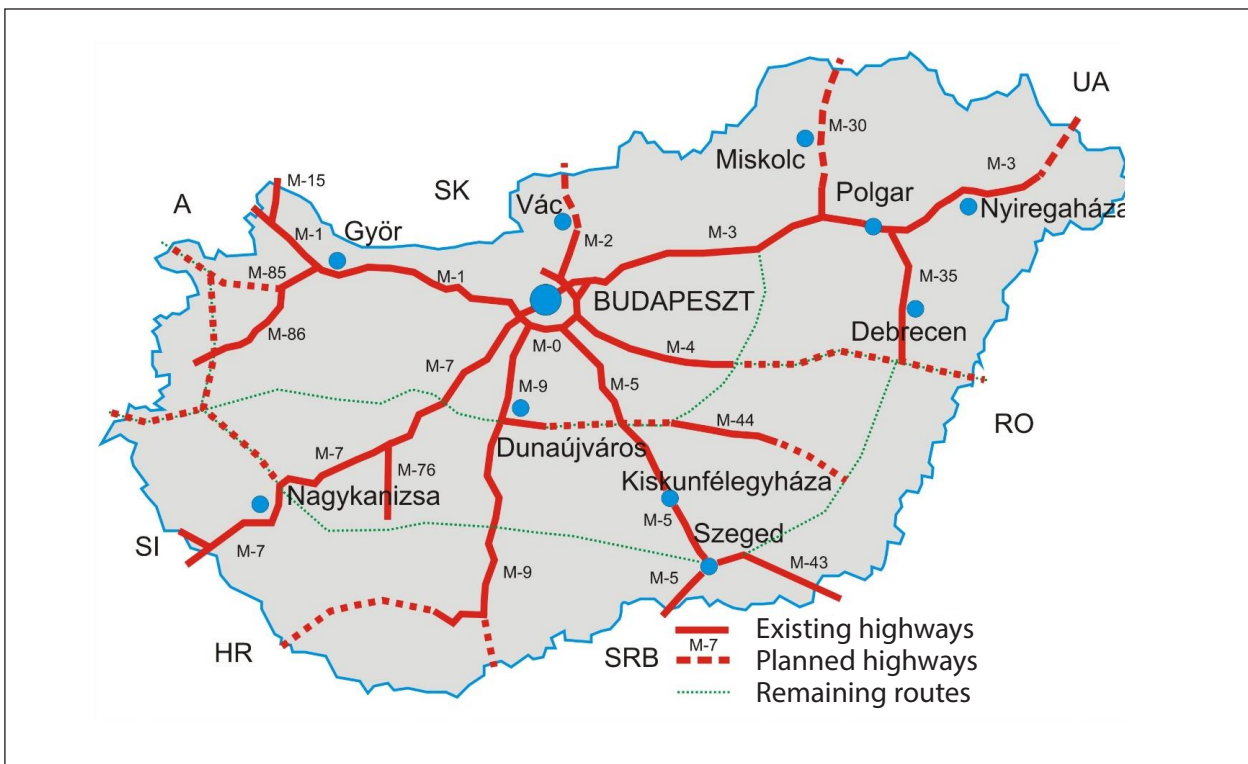 UA
M-30
Miskolc
M-3
SK
M-15
A
Polgar
Vác
Nyiregaháza
Györ
M-1
M-2
M-3
M-85
M-1
M-35
BUDAPESZT
M-86
Debrecen
M-0
M-4
M-7
M-9
M-5
M-44
RO
Dunaújváros
M-7
M-76
Kiskunfélegyháza
Nagykanizsa
M-5
Szeged
SI
M-7
M-43
M-9
M-5
HR
SRB
Existing highways
M-7
Planned highways
Remaining routes